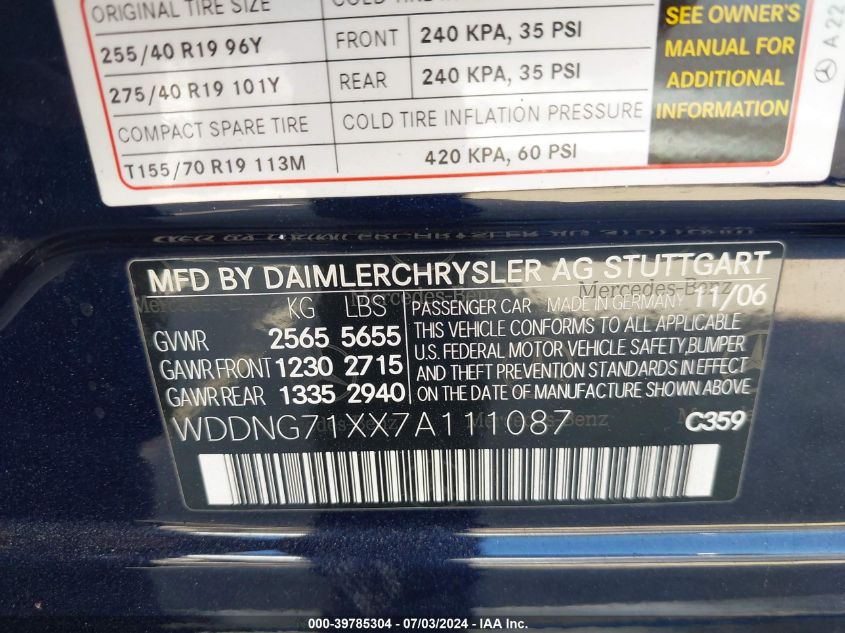 ORIGINAL TIRE SIZE
255/40 R19 96Y FRONT 240 KPA, 35 PSI
275/40 R19 101Y REAR 240 KPA, 35 PSI
COMPACT SPARE TIRE COLD TIRE INFLATION PRESSURE
T155/70 R19 113M 420 KPA, 60 PSI
SEE OWNER'S
MANUAL FOR
ADDITIONAL
INFORMATION
A 22
MFD BY DAIMLERCHRYSLER AG STUTTGART
Mercedes-Benz
KG LBS
GVWR 2565 5655
GAWR FRONT 1230 2715
GAWR REAR 1335 2940
PASSENGER CAR MADE IN GERMANY 11/06
THIS VEHICLE CONFORMS TO ALL APPLICABLE
U.S. FEDERAL MOTOR VEHICLE SAFETY,BUMPER
AND THEFT PREVENTION STANDARDS IN EFFECT
ON THE DATE OF MANUFACTURE SHOWN ABOVE
WDDNG71XX7A111087 C359
000-39785304 - 07/03/2024 - IAA Inc.